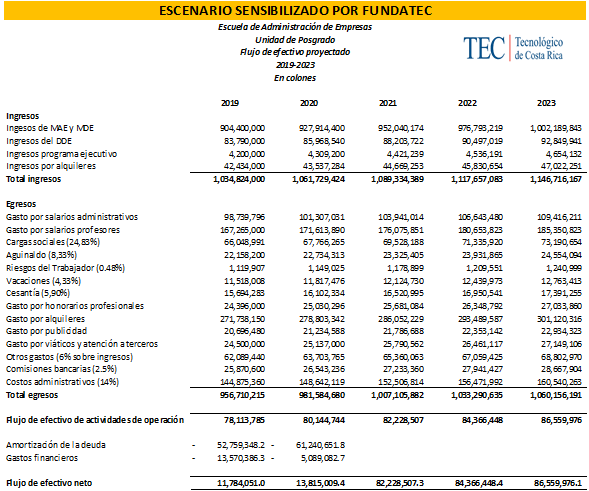 ESCENARIO SENSIBILIZADO POR FUNDATEC
Escuela de Administración de Empresas
Unidad de Posgrado
Flujo de efectivo proyectado
2019-2023
En colones
TEC | Tecnológico
de Costa Rica
2019 2020 2021 2022 2023
Ingresos
Ingesos de MAE y MDE 904,400,000 927,914,400 952,040,174 976,793,219 1,002,189,843
Ingresos del DDE 83,790,000 85,968,540 88,203,722 90,497,019 92,849,941
Ingresos programa ejecutivo 4,200,000 4,309,200 4,421,239 4,536,191 4,654,132
Ingresos por alquileres 42,434,000 43,537,284 44,669,253 45,830,654 47,022,251
Total ingresos 1,034,824,000 1,061,729,424 1,089,334,389 1,117,657,083 1,146,716,167
Egresos
Gasto por salarios administrativos 98,739,796 101,307,031 103,941,014 106,643,480 109,416,211
Gasto por salarios profesores 167,265,000 171,613,890 176,075,851 180,653,823 185,350,823
Cargas sociales (24,83%) 66,048,991 67,766,265 69,528,188 71,335,920 73,190,654
Aguinaldo (8,33%) 22,158,200 22,734,313 23,325,405 23,931,865 24,554,094
Riesgos del Trabajador (0.48%) 1,119,907 1,149,025 1,178,899 1,209,551 1,240,999
Vacaciones (4,33%) 11,518,008 11,817,476 12,124,730 12,439,973 12,763,413
Cesantía (5,90%) 15,694,283 16,102,334 16,520,995 16,950,541 17,391,255
Gasto por honorarios profesionales 24,396,000 25,030,296 25,681,084 26,348,792 27,033,860
Gasto por alquileres 271,738,150 278,803,342 286,052,229 293,489,587 301,120,316
Gasto por publicidad 20,696,480 21,234,588 21,786,688 22,353,142 22,934,323
Gasto por viáticos y atención a terceros 24,500,000 25,137,000 25,790,562 26,461,117 27,149,106
Otros gastos (6% sobre ingresos) 62,089,440 63,703,765 65,360,063 67,059,425 68,802,970
Comisiones bancarias (2.5%) 25,870,600 26,543,236 27,233,360 27,941,427 28,667,904
Costos administrativos (14%) 144,875,360 148,642,119 152,506,814 156,471,992 160,540,263
Total egresos 956,710,215 981,584,680 1,007,105,882 1,033,290,635 1,060,156,191
Flujo de efectivo de actividades de operación 78,113,785 80,144,744 82,228,507 84,366,448 86,559,976
Amortización de la deuda - 52,759,348.2 - 61,240,651.8
Gastos financieros - 13,570,386.3 - 5,089,082.7
Flujo de efectivo neto 11,784,051.0 13,815,009.4 82,228,507.3 84,366,448.4 86,559,976.1